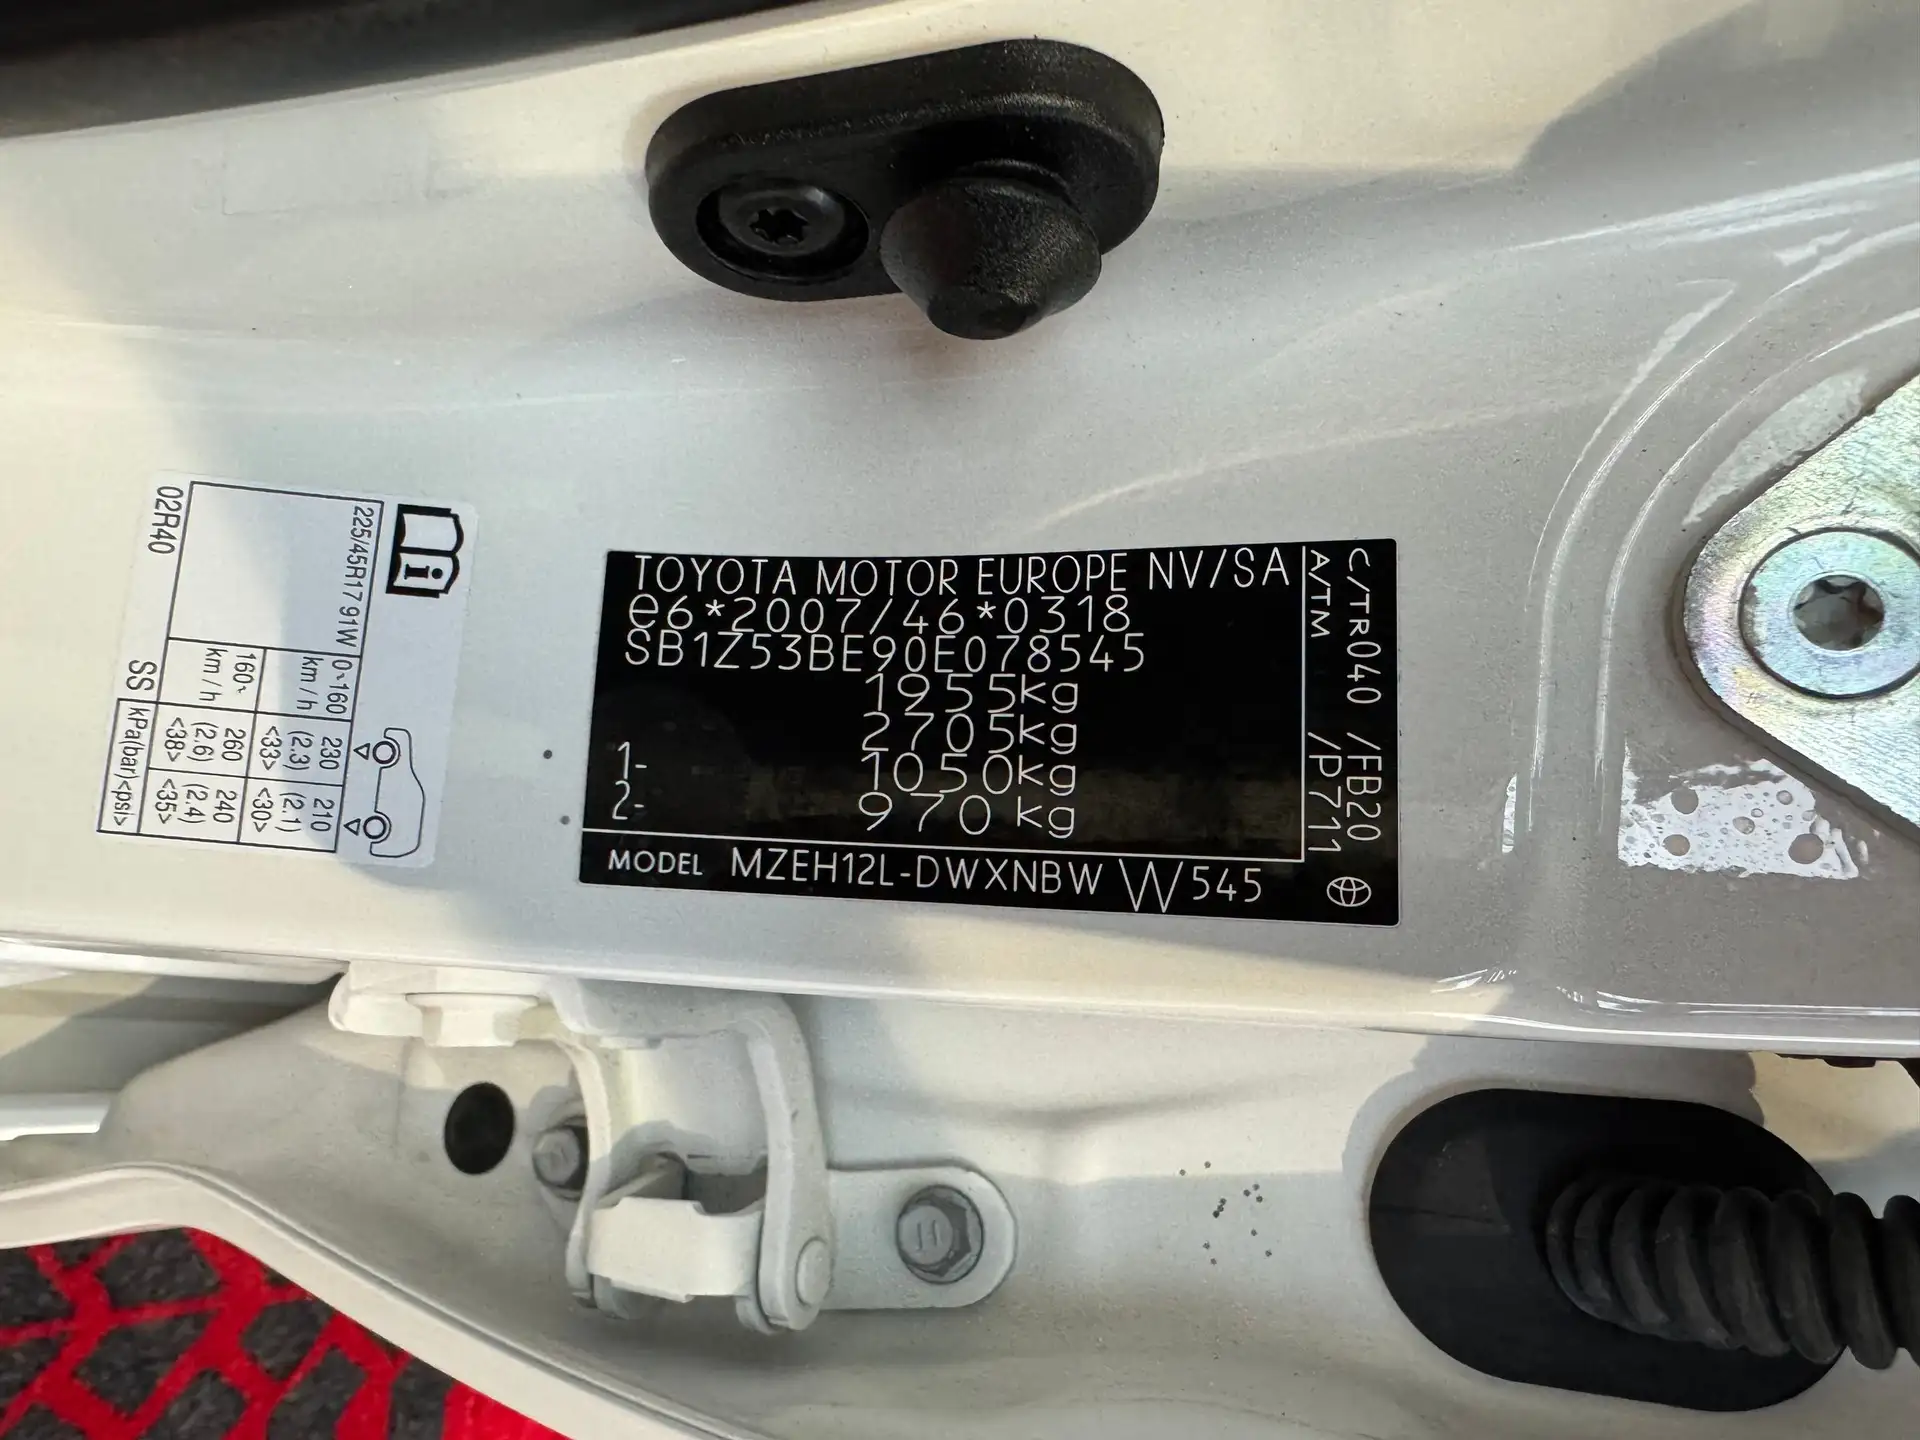 TOYOTA MOTOR EUROPE NV/SA
e6*2007/46*0318
SB1Z53BE90E078545
1955kg
2705kg
1- 1050kg
2- 970 kg
MODEL MZEH12L-DWXNBW W545
C/TR040 /FB20
A/TM /P711
i
225/45R17 91W
0~160 km/h
230 (2.3) <33>
210 (2.1) <30>
160~ km/h
260 (2.6) <38>
240 (2.4) <35>
kPa(bar)<psi>
02R40 SS